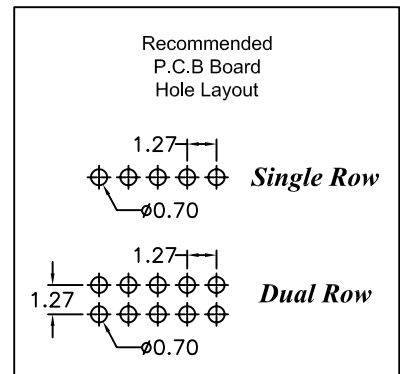 Recommended
P.C.B Board
Hole Layout
1.27
Single Row
ø0.70
1.27
1.27
Dual Row
ø0.70